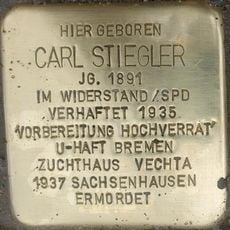 HIER GEBOREN
CARL STIEGLER
JG. 1891
IM WIDERSTAND/SPD
VERHAFTET 1935
'VORBEREITUNG HOCHVERRAT'
U-HAFT BREMEN
ZUCHTHAUS VECHTA
1937 SACHSENHAUSEN
ERMORDET